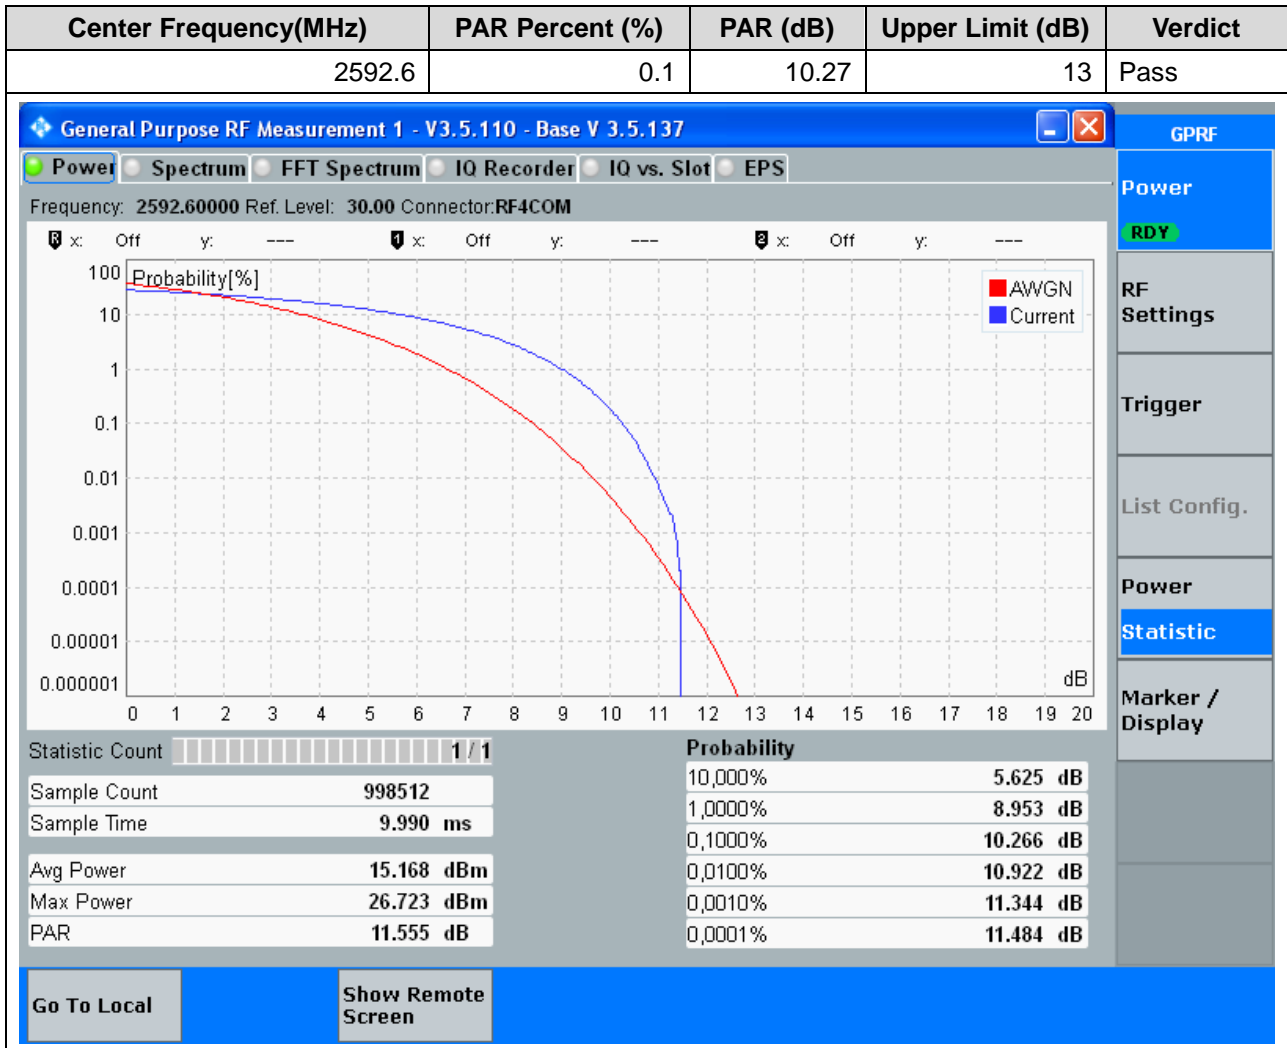 Center Frequency(MHz) PAR Percent (%) PAR (dB) Upper Limit (dB) Verdict
2592.6 0.1 10.27 13 Pass
General Purpose RF Measurement 1 - V3.5.110 - Base V 3.5.137
GPRF
Power Spectrum FFT Spectrum IQ Recorder IQ vs. Slot EPS
Power
RDY
Frequency: 2592.60000 Ref. Level: 30.00 Connector:RF4COM
R x: Off y: --- 1 x: Off y: --- 2 x: Off y: ---
Probability[%]
AWGN
Current
100
10
1
0.1
0.01
0.001
0.0001
0.00001
0.000001
dB
0 1 2 3 4 5 6 7 8 9 10 11 12 13 14 15 16 17 18 19 20
RF
Settings
Trigger
List Config.
Power
Statistic
Marker /
Display
Statistic Count 1 / 1
Sample Count 998512
Sample Time 9.990 ms
Avg Power 15.168 dBm
Max Power 26.723 dBm
PAR 11.555 dB
Probability
10,000% 5.625 dB
1,0000% 8.953 dB
0,1000% 10.266 dB
0,0100% 10.922 dB
0,0010% 11.344 dB
0,0001% 11.484 dB
Go To Local
Show Remote
Screen